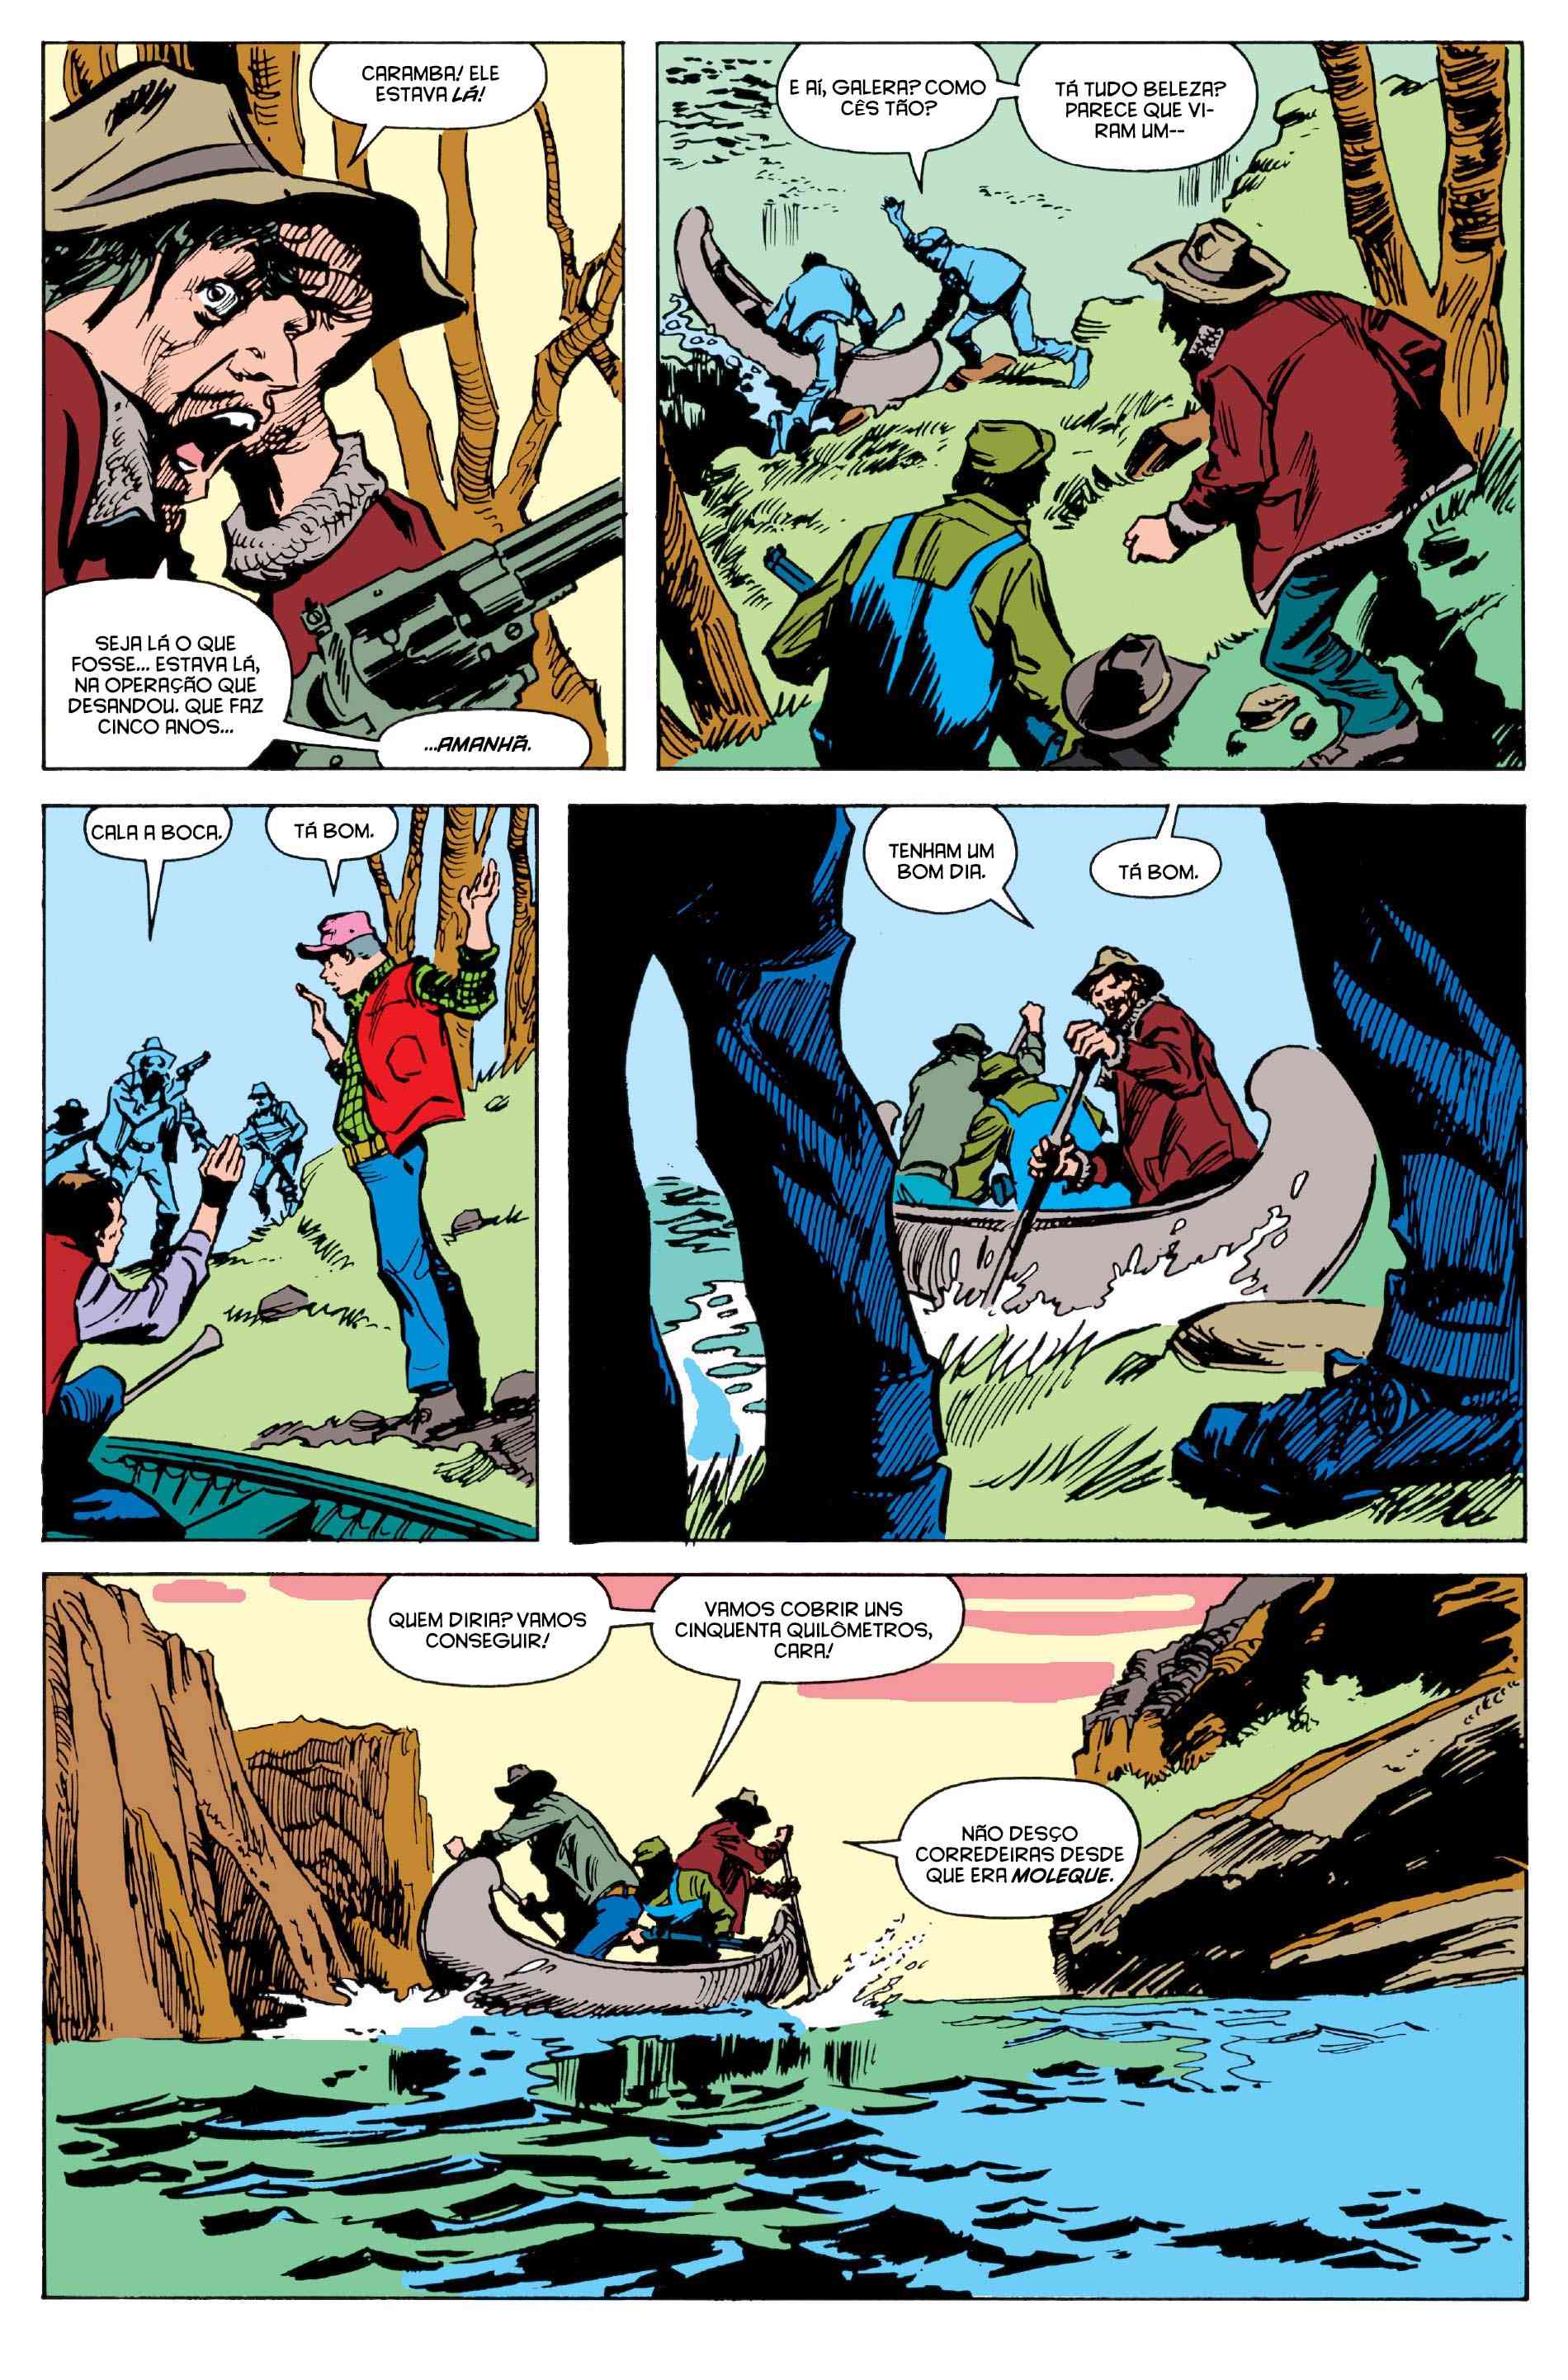 CARAMBA! ELE
ESTAVA LÁ!
SEJA LÁ O QUE
FOSSE... ESTAVA LÁ,
NA OPERAÇÃO QUE
DESANDOU. QUE FAZ
CINCO ANOS...
...AMANHÃ.
E AÍ, GALERA? COMO
CÊS TÃO?
TÁ TUDO BELEZA?
PARECE QUE VI-
RAM UM--
CALA A BOCA.
TÁ BOM.
TENHAM UM
BOM DIA.
TÁ BOM.
QUEM DIRIA? VAMOS
CONSEGUIR!
VAMOS COBRIR UNS
CINQUENTA QUILÔMETROS,
CARA!
NÃO DESÇO
CORREDEIRAS DESDE
QUE ERA MOLEQUE.